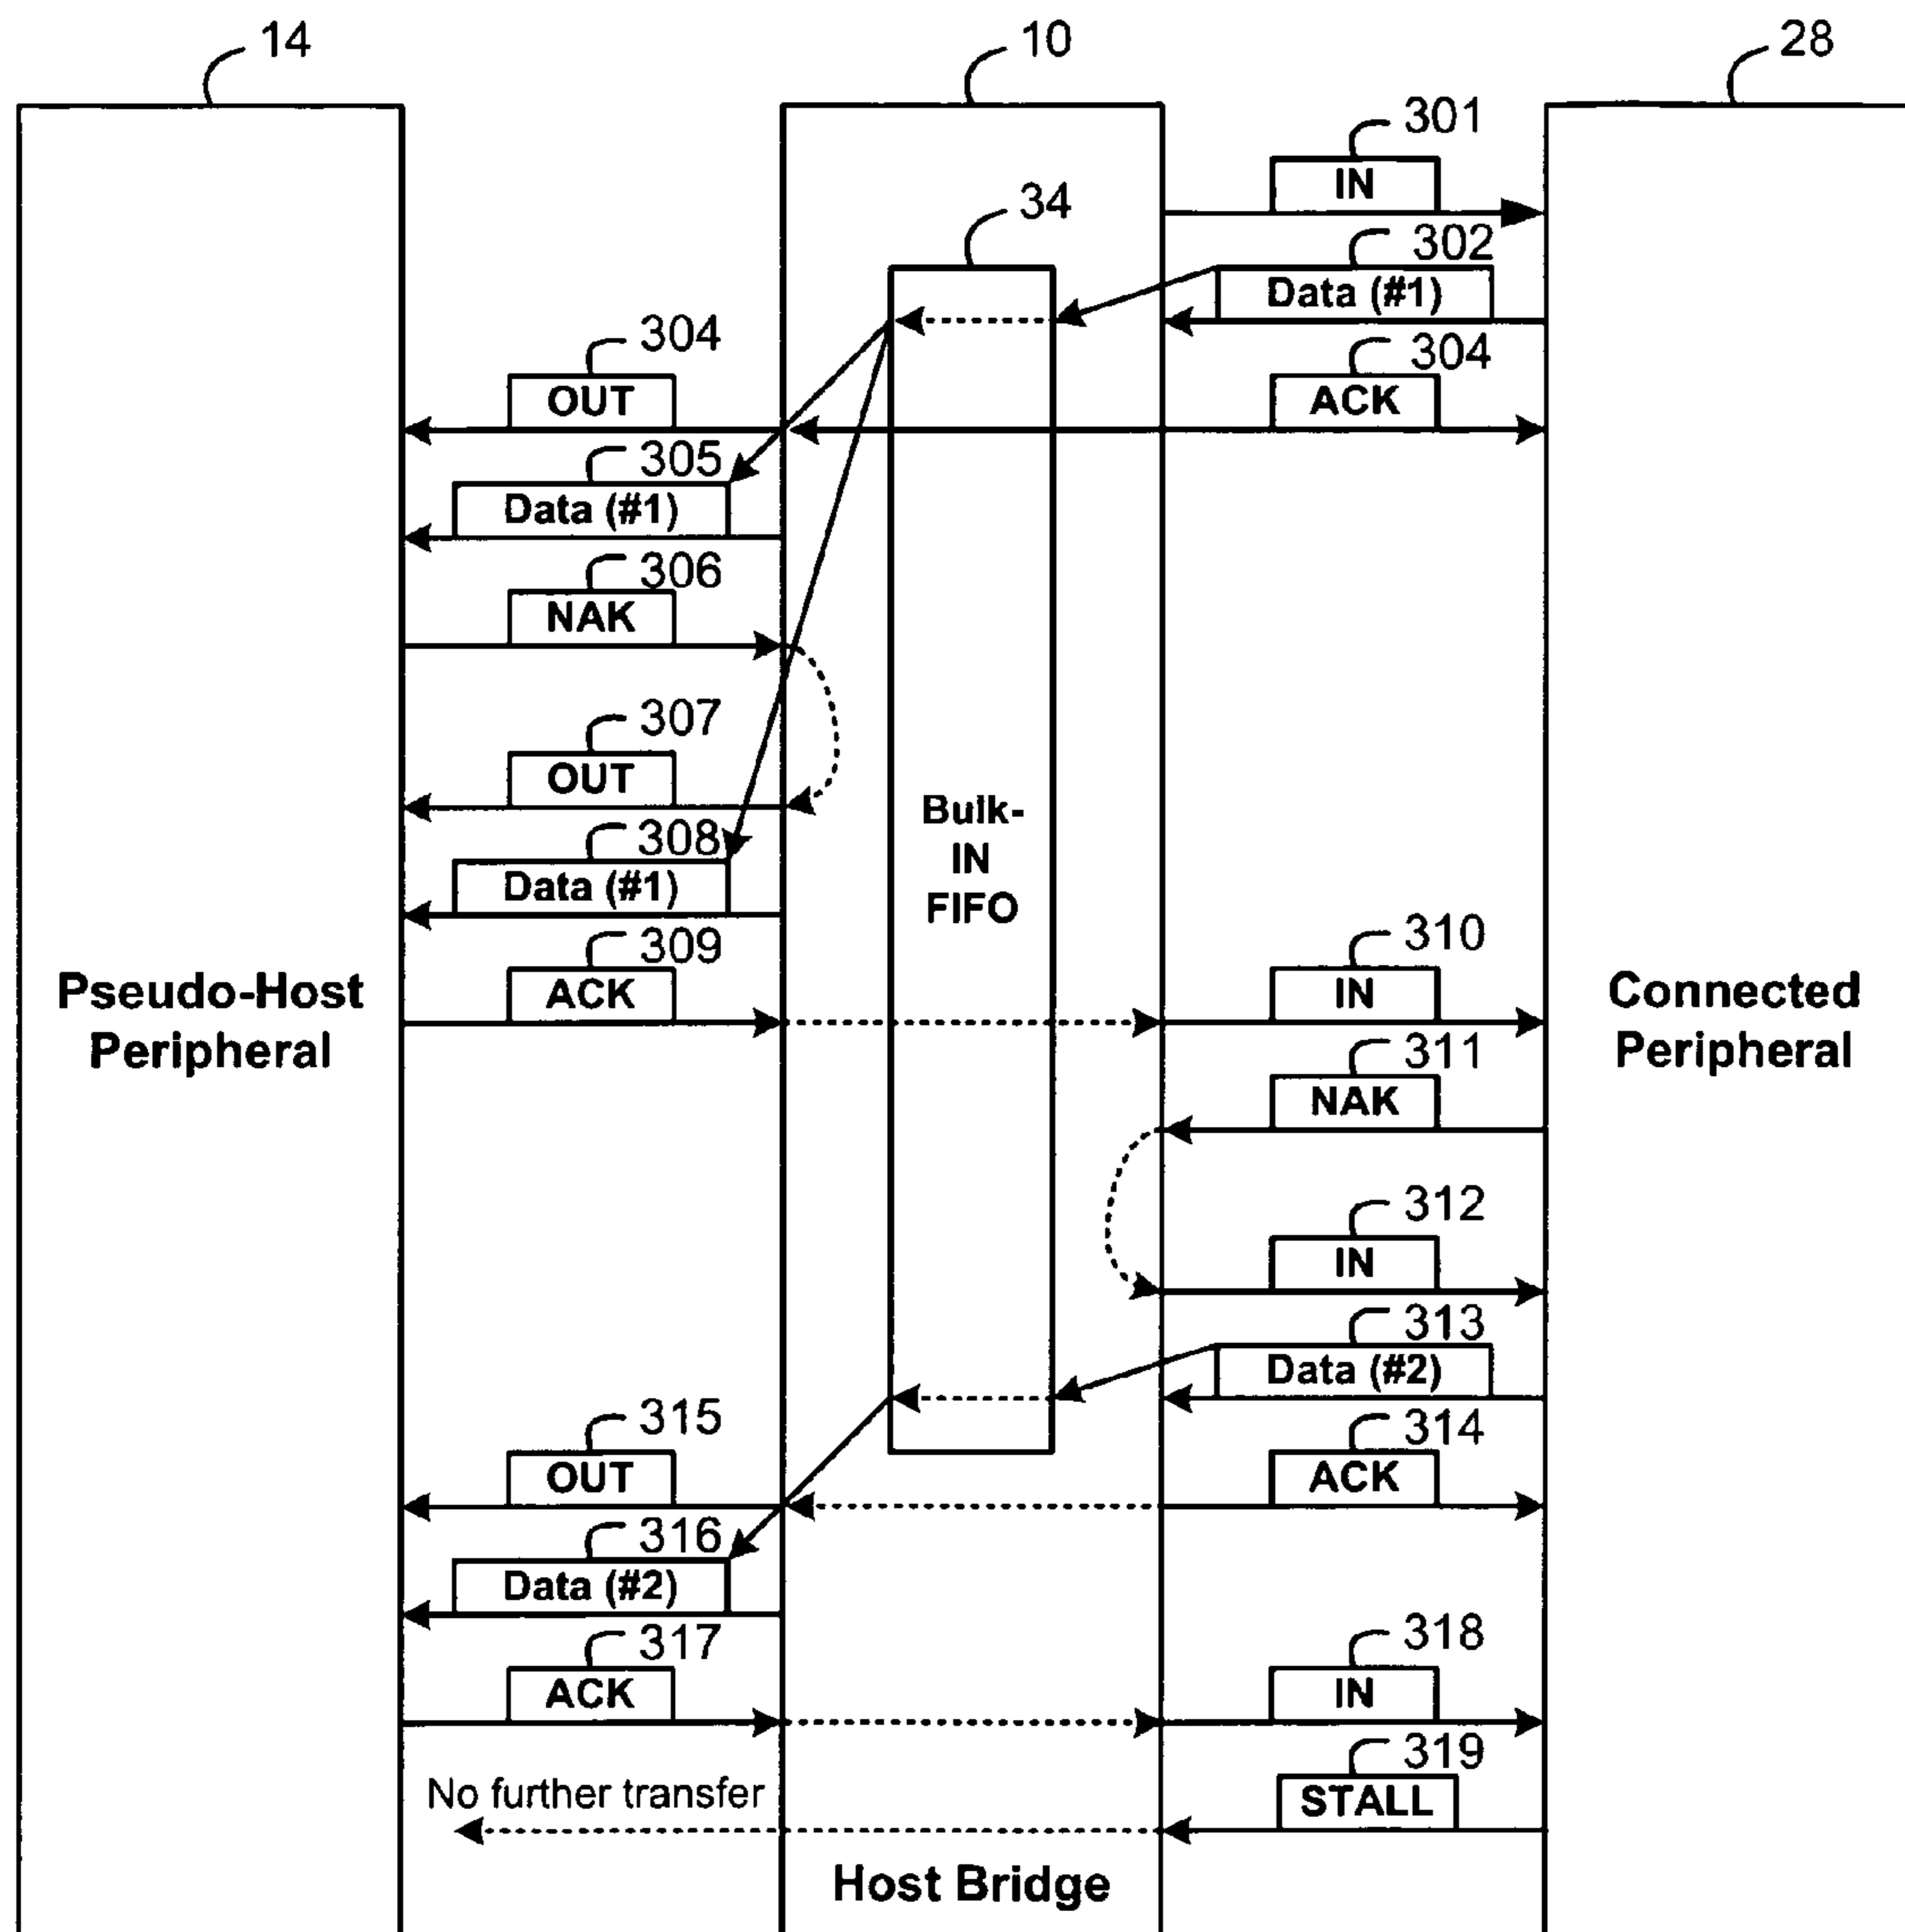 14
10
28
301
IN
34
302
Data (#1)
304
OUT
304
ACK
305
Data (#1)
306
NAK
307
OUT
Bulk-
IN
FIFO
308
Data (#1)
309
ACK
310
IN
Pseudo-Host
Peripheral
Connected
Peripheral
311
NAK
312
IN
313
Data (#2)
315
OUT
314
ACK
316
Data (#2)
317
ACK
318
IN
319
STALL
No further transfer
Host Bridge